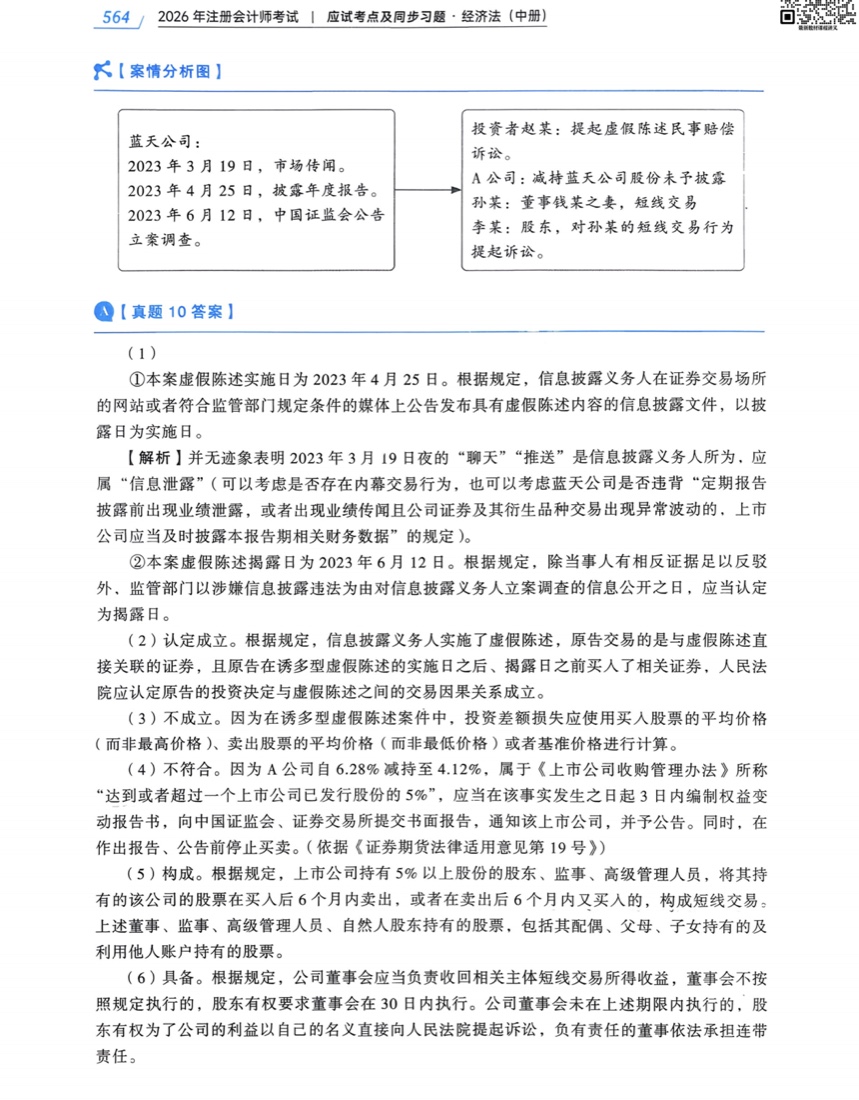 564 2026年注册会计师考试 | 应试考点及同步习题·经济法（中册）
【案情分析图】
蓝天公司：
2023年3月19日，市场传闻。
2023年4月25日，披露年度报告。
2023年6月12日，中国证监会公告
立案调查。
投资者赵某：提起虚假陈述民事赔偿
诉讼。
A公司：减持蓝天公司股份未予披露
孙某：董事钱某之妻，短线交易
李某：股东，对孙某的短线交易行为
提起诉讼。
【真题10答案】
（1）
①本案虚假陈述实施日为2023年4月25日。根据规定，信息披露义务人在证券交易场所
的网站或者符合监管部门规定条件的媒体上公告发布具有虚假陈述内容的信息披露文件，以披
露日为实施日。
【解析】并无迹象表明2023年3月19日夜的“聊天”“推送”是信息披露义务人所为，应
属“信息泄露”（可以考虑是否存在内幕交易行为，也可以考虑蓝天公司是否违背“定期报告
披露前出现业绩泄露，或者出现业绩传闻且公司证券及其衍生品种交易出现异常波动的，上市
公司应当及时披露本报告期相关财务数据”的规定）。
②本案虚假陈述揭露日为2023年6月12日。根据规定，除当事人有相反证据足以反驳
外，监管部门以涉嫌信息披露违法为由对信息披露义务人立案调查的信息公开之日，应当认定
为揭露日。
（2）认定成立。根据规定，信息披露义务人实施了虚假陈述，原告交易的是与虚假陈述直
接关联的证券，且原告在诱多型虚假陈述的实施日之后、揭露日之前买入了相关证券，人民法
院应认定原告的投资决定与虚假陈述之间的交易因果关系成立。
（3）不成立。因为在诱多型虚假陈述案件中，投资差额损失应使用买入股票的平均价格
（而非最高价格）、卖出股票的平均价格（而非最低价格）或者基准价格进行计算。
（4）不符合。因为A公司自6.28%减持至4.12%，属于《上市公司收购管理办法》所称
“达到或者超过一个上市公司已发行股份的5%”，应当在该事实发生之日起3日内编制权益变
动报告书，向中国证监会、证券交易所提交书面报告，通知该上市公司，并予公告。同时，在
作出报告、公告前停止买卖。（依据《证券期货法律适用意见第19号》）
（5）构成。根据规定，上市公司持有5%以上股份的股东、监事、高级管理人员，将其持
有的该公司的股票在买入后6个月内卖出，或者在卖出后6个月内又买入的，构成短线交易。
上述董事、监事、高级管理人员、自然人股东持有的股票，包括其配偶、父母、子女持有的及
利用他人账户持有的股票。
（6）具备。根据规定，公司董事会应当负责收回相关主体短线交易所得收益，董事会不按
照规定执行的，股东有权要求董事会在30日内执行。公司董事会未在上述期限内执行的，股
东有权为了公司的利益以自己的名义直接向人民法院提起诉讼，负有责任的董事依法承担连带
责任。